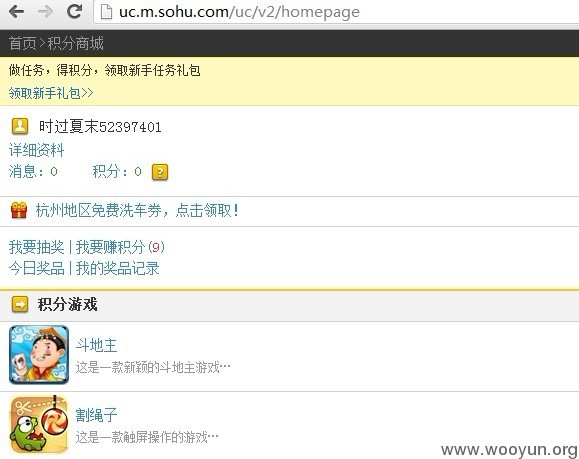 uc.m.sohu.com/uc/v2/homepage
首页>积分商城
做任务，得积分，领取新手任务礼包
领取新手礼包>>
时过夏末52397401
详细资料
消息：0 积分：0 ?
杭州地区免费洗车券，点击领取！
我要抽奖 | 我要赚积分(9)
今日奖品 | 我的奖品记录
积分游戏
斗地主
这是一款新颖的斗地主游戏…
割绳子
这是一款触屏操作的游戏…
www.wooyun.org